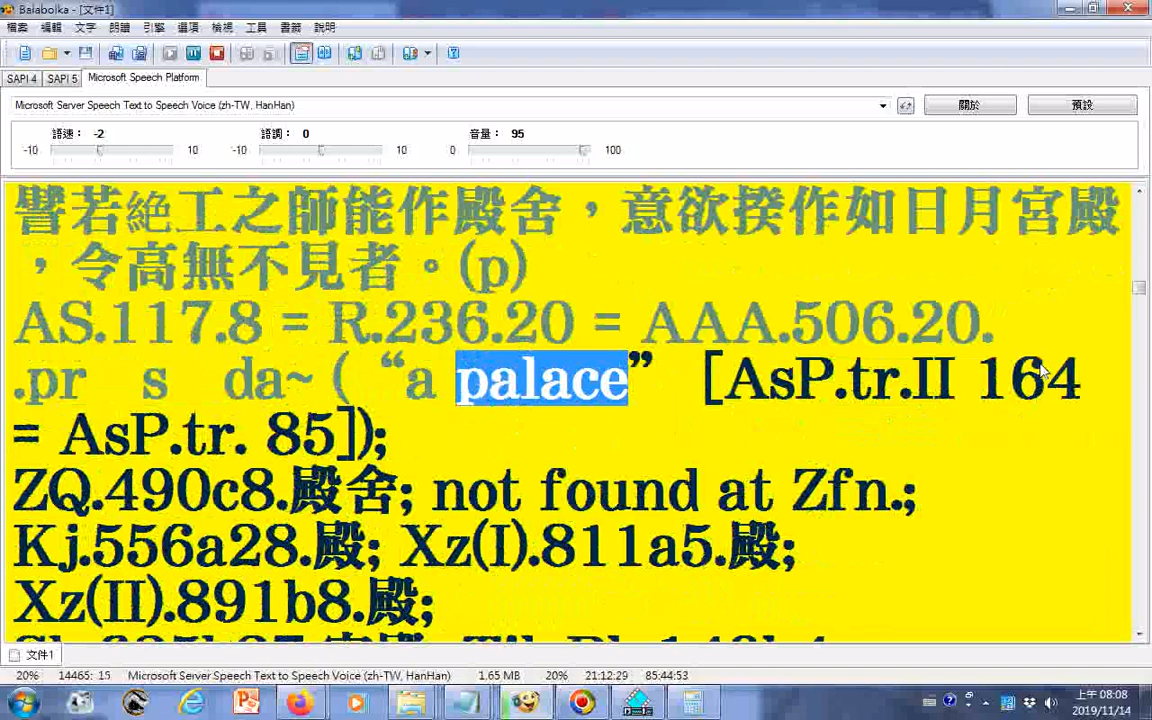 Balabolka - [文件1]
檔案 編輯 文字 朗讀 引擎 選項 檢視 工具 書籤 說明
SAPI 4 SAPI 5 Microsoft Speech Platform
Microsoft Server Speech Text to Speech Voice (zh-TW, HanHan) 關於 預設
語速： -2 語調： 0 音量： 95
-10 10 -10 10 0 100
譬若絕工之師能作殿舍，意欲揆作如日月宮殿
，令高無不見者。(p)
AS.117.8 = R.236.20 = AAA.506.20.
.pr s da~ ( “a palace” [AsP.tr.II 164
= AsP.tr. 85]);
ZQ.490c8.殿舍; not found at Zfn.;
Kj.556a28.殿; Xz(I).811a5.殿;
Xz(II).891b8.殿;
文件1
20% 14465: 15 Microsoft Server Speech Text to Speech Voice (zh-TW, HanHan) 1.65 MB 20% 21:12:29 85:44:53
上午 08:08
2019/11/14